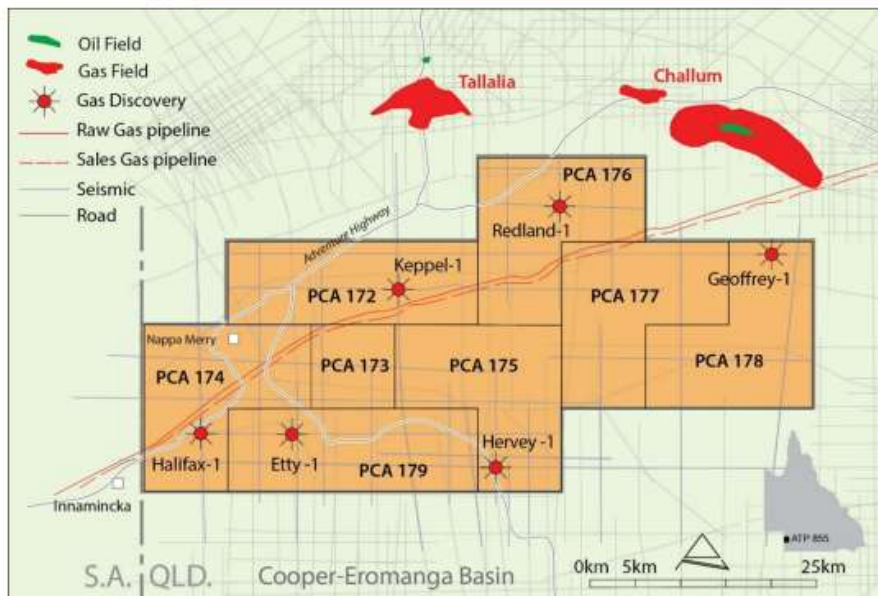 Oil Field
Gas Field
Gas Discovery
Raw Gas pipeline
Sales Gas pipeline
Seismic
Road
Tallalia
Challum
PCA 176
Redland-1
Adventure Highway
Keppel-1
PCA 172
PCA 177
Geoffrey-1
Nappa Merry
PCA 174
PCA 173
PCA 175
PCA 178
Halifax-1
Etty -1
PCA 179
Hervey -1
Innamincka
ATP 855
S.A.
QLD.
Cooper-Eromanga Basin
0km 5km 25km